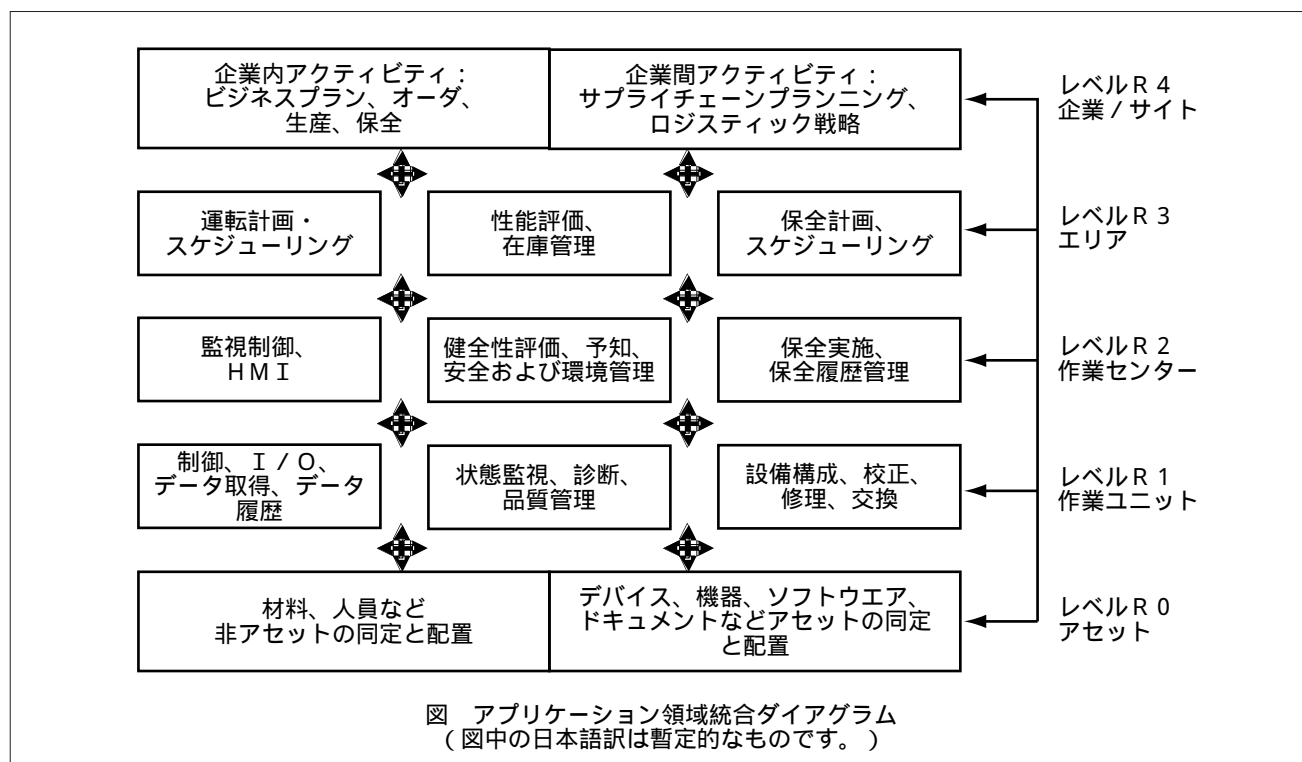 企業内アクティビティ：
ビジネスプラン、オーダ、
生産、保全
企業間アクティビティ：
サプライチェーンプランニング、
ロジスティック戦略
レベルＲ４
企業／サイト
運転計画・
スケジューリング
性能評価、
在庫管理
保全計画、
スケジューリング
レベルＲ３
エリア
監視制御、
ＨＭＩ
健全性評価、予知、
安全および環境管理
保全実施、
保全履歴管理
レベルＲ２
作業センター
制御、Ｉ／Ｏ、
データ取得、データ
履歴
状態監視、診断、
品質管理
設備構成、校正、
修理、交換
レベルＲ１
作業ユニット
材料、人員など
非アセットの同定と配置
デバイス、機器、ソフトウエア、
ドキュメントなどアセットの同定
と配置
レベルＲ０
アセット
図　アプリケーション領域統合ダイアグラム
（図中の日本語訳は暫定的なものです。）